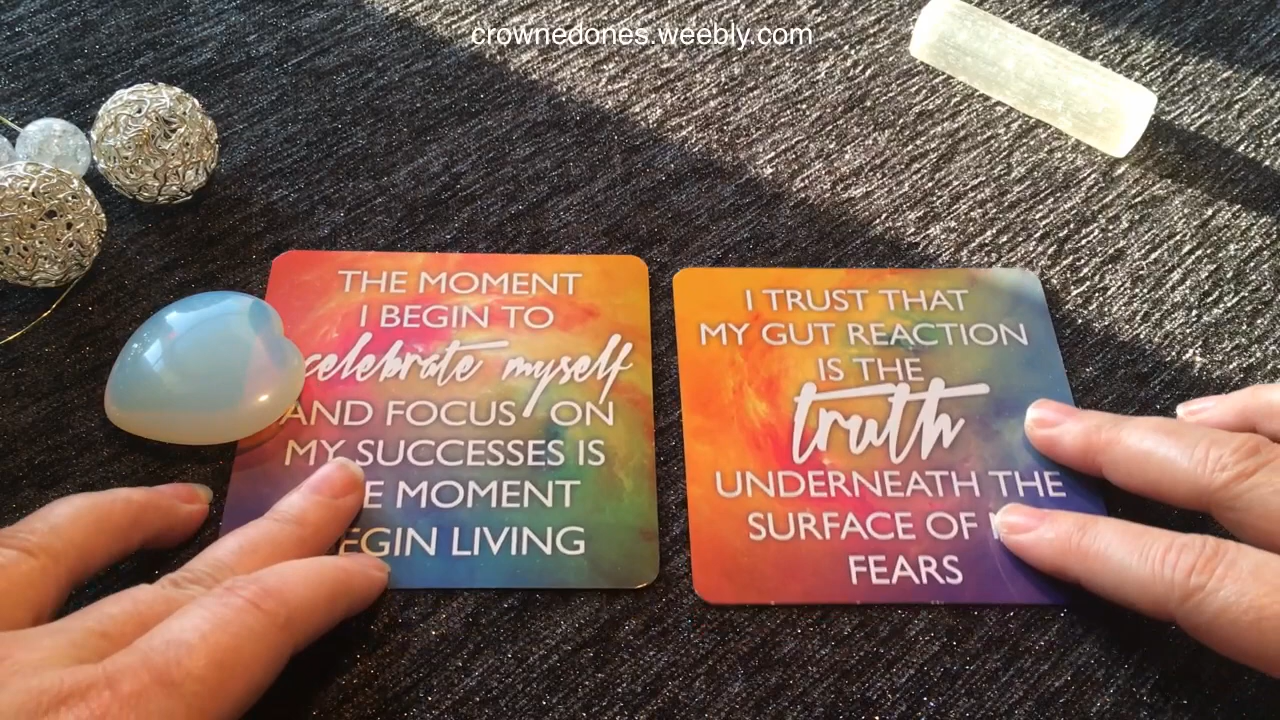 crownedones.weebly.com
THE MOMENT
I BEGIN TO
celebrate myself
AND FOCUS ON
MY SUCCESSES IS
MOMENT
LIVING
I TRUST THAT
MY GUT REACTION
IS THE
truth
UNDERNEATH THE
SURFACE OF
FEARS